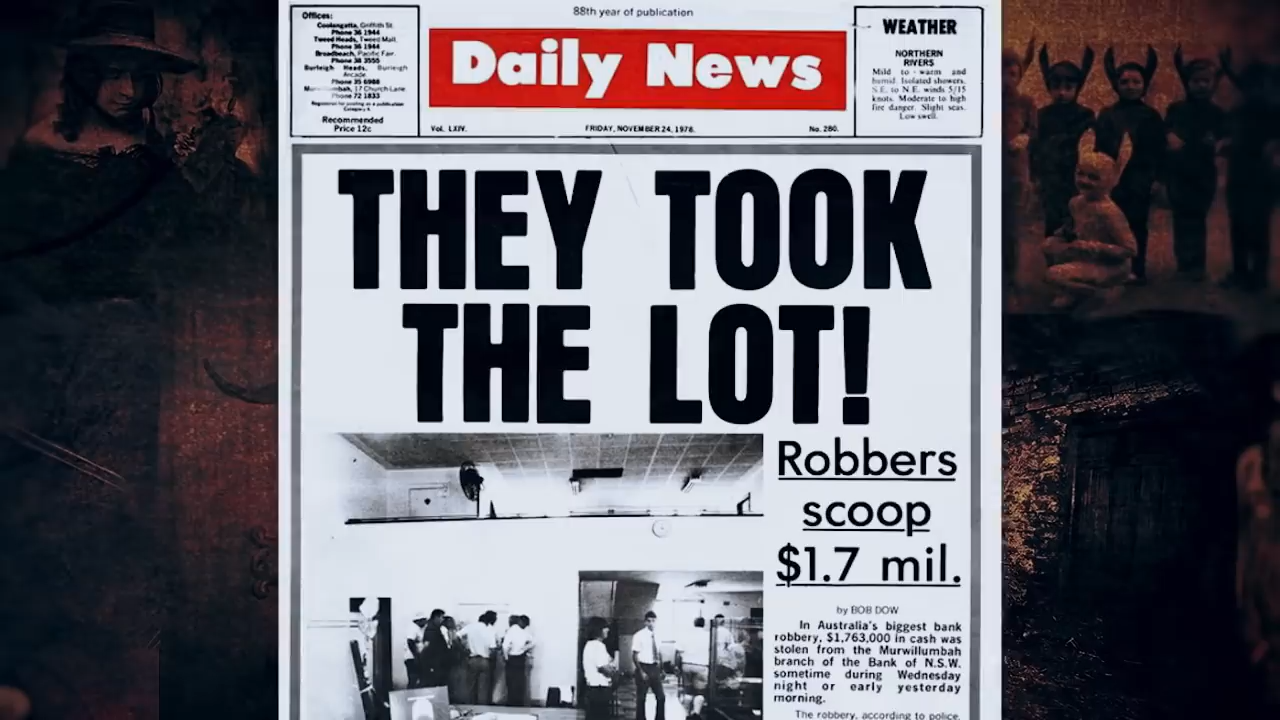 Offices:
Coolangatta, Griffith St.
Phone 36 1944
Tweed Heads, Tweed Mall.
Phone 36 1944
Broadbeach, Pacific Fair.
Phone 38 3555
Burleigh Heads, Burleigh
Arcade.
Phone 35 6988
Murwillumbah, 17 Church Lane.
Phone 72 1833
Registered for posting as a publication
Category A
Recommended
Price 12c
88th year of publication
Daily News
Vol. LXIV.
FRIDAY, NOVEMBER 24, 1978.
No. 280.
WEATHER
NORTHERN
RIVERS
Mild to warm and
humid. Isolated showers.
S.E. to N.E. winds 5/15
knots. Moderate to high
fire danger. Slight seas.
Low swell.
THEY TOOK
THE LOT!
Robbers
scoop
$1.7 mil.
by BOB DOW
In Australia's biggest bank
robbery, $1,763,000 in cash was
stolen from the Murwillumbah
branch of the Bank of N.S.W.
sometime during Wednesday
night or early yesterday
morning.
The robbery, according to police,